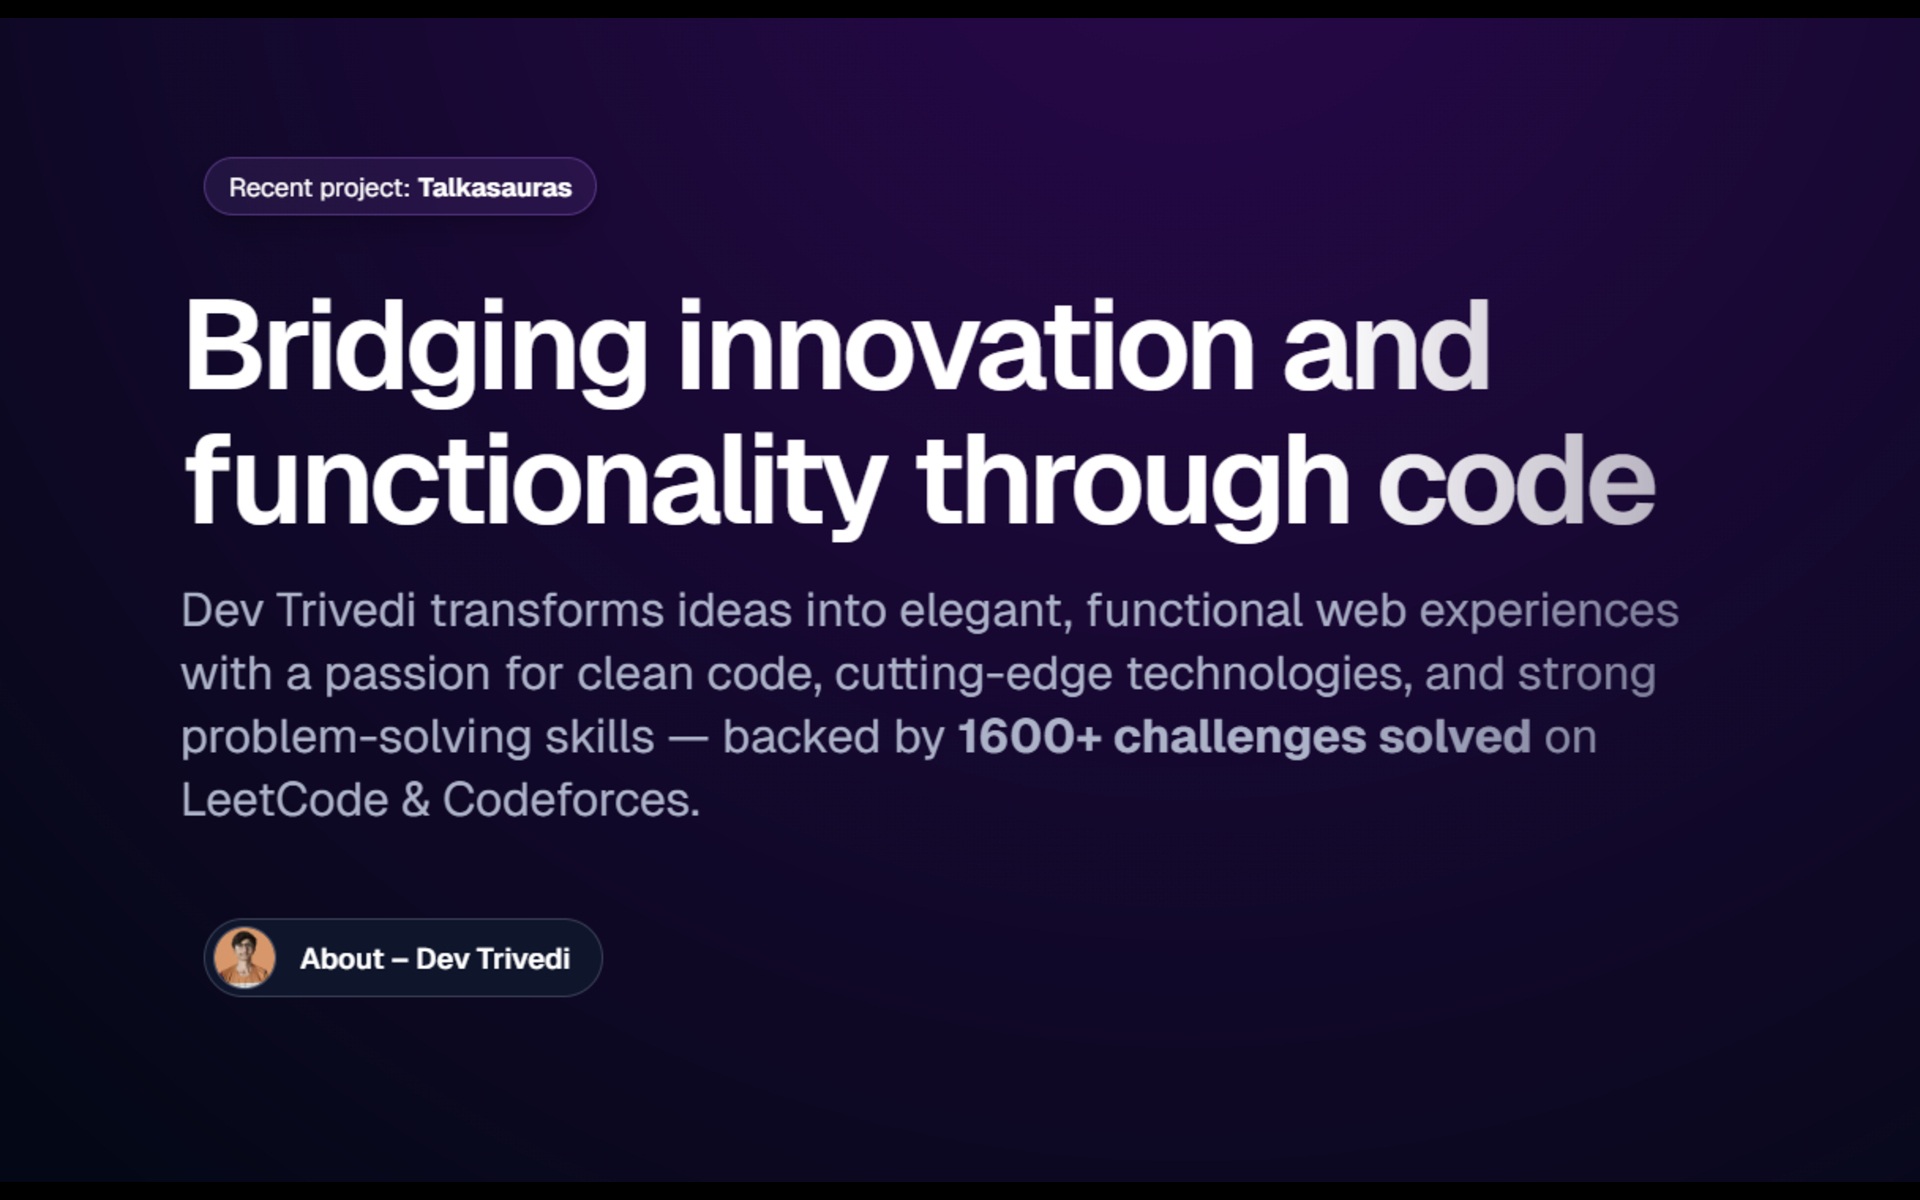 Recent project: Talkasauras
Bridging innovation and
functionality through code
Dev Trivedi transforms ideas into elegant, functional web experiences
with a passion for clean code, cutting-edge technologies, and strong
problem-solving skills — backed by 1600+ challenges solved on
LeetCode & Codeforces.
About – Dev Trivedi